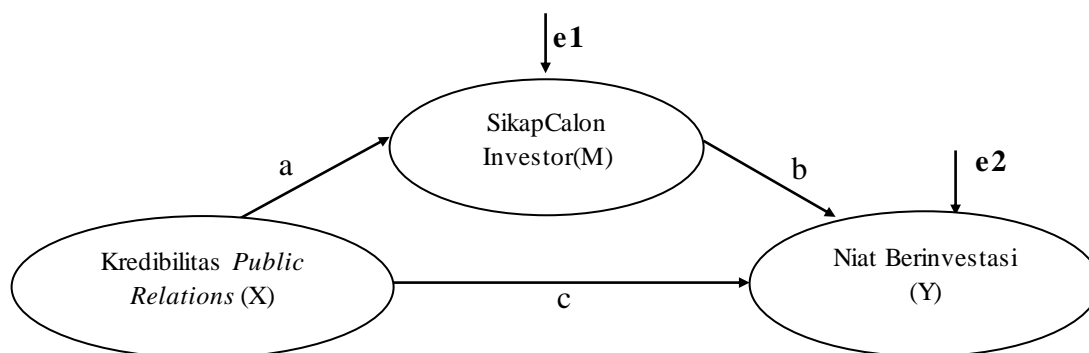 e1
SikapCalon
Investor(M)
a
b
e2
Kredibilitas Public
Relations (X)
c
Niat Berinvestasi
(Y)